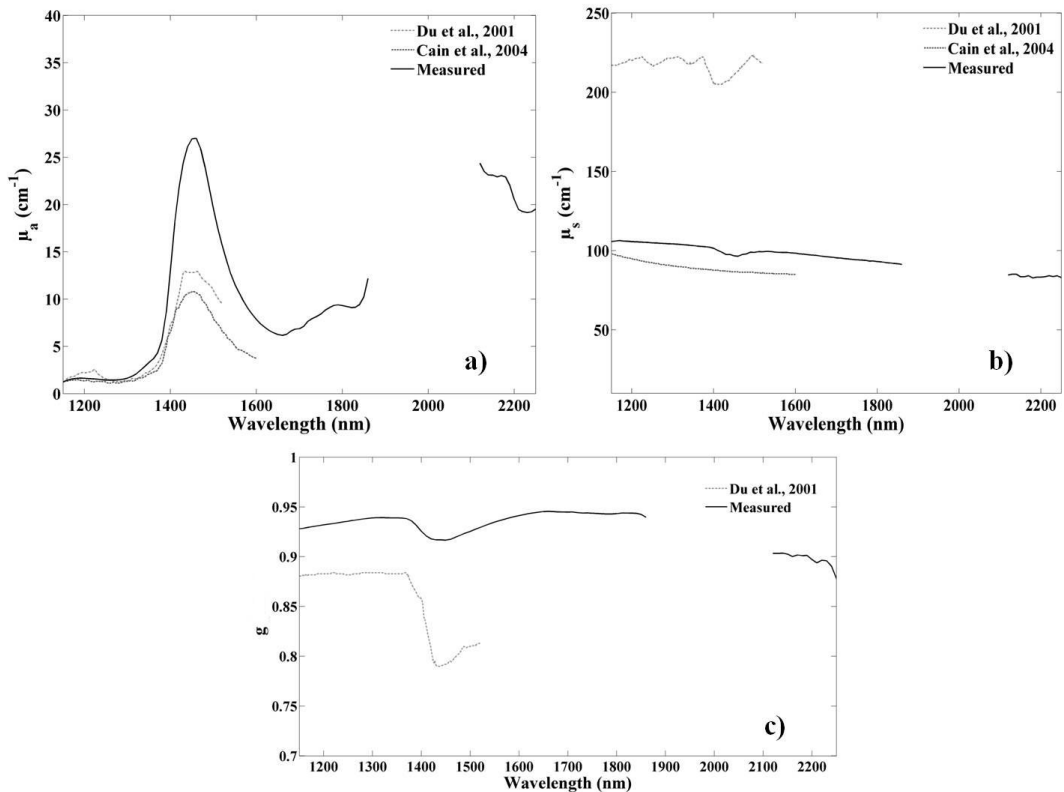 40
35
30
25
20
15
10
5
0
μa (cm-1)
1200 1400 1600 1800 2000 2200
Wavelength (nm)
Du et al., 2001
Cain et al., 2004
Measured
a)
250
200
150
100
50
μs (cm-1)
1200 1400 1600 1800 2000 2200
Wavelength (nm)
Du et al., 2001
Cain et al., 2004
Measured
b)
1
0.95
0.9
0.85
0.8
0.75
0.7
g
1200 1300 1400 1500 1600 1700 1800 1900 2000 2100 2200
Wavelength (nm)
Du et al., 2001
Measured
c)